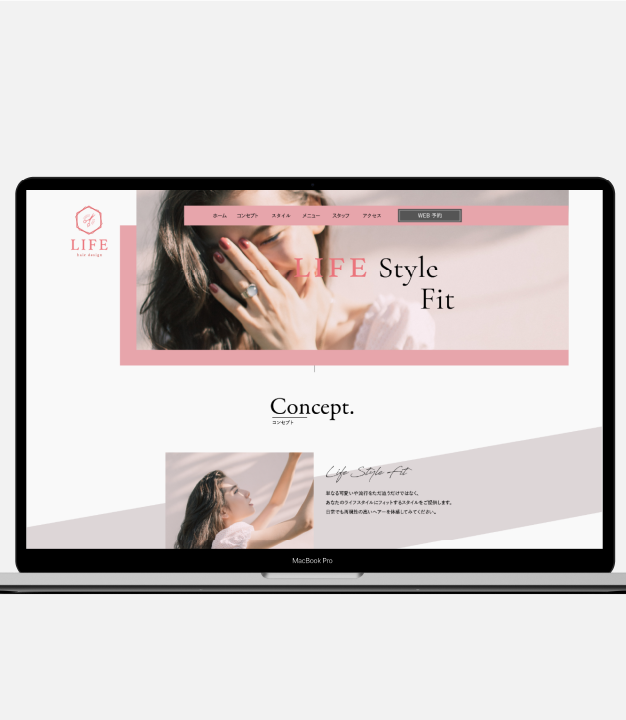 LIFE
hair design
ホーム コンセプト スタイル メニュー スタッフ アクセス WEB 予約
LIFE Style
Fit
Concept.
コンセプト
Life Style Fit
単なる可愛いや流行をただ追うだけではなく、
あなたのライフスタイルにフィットするスタイルをご提供します。
日常でも再現性の高いヘアーを体感してみてください。
MacBook Pro